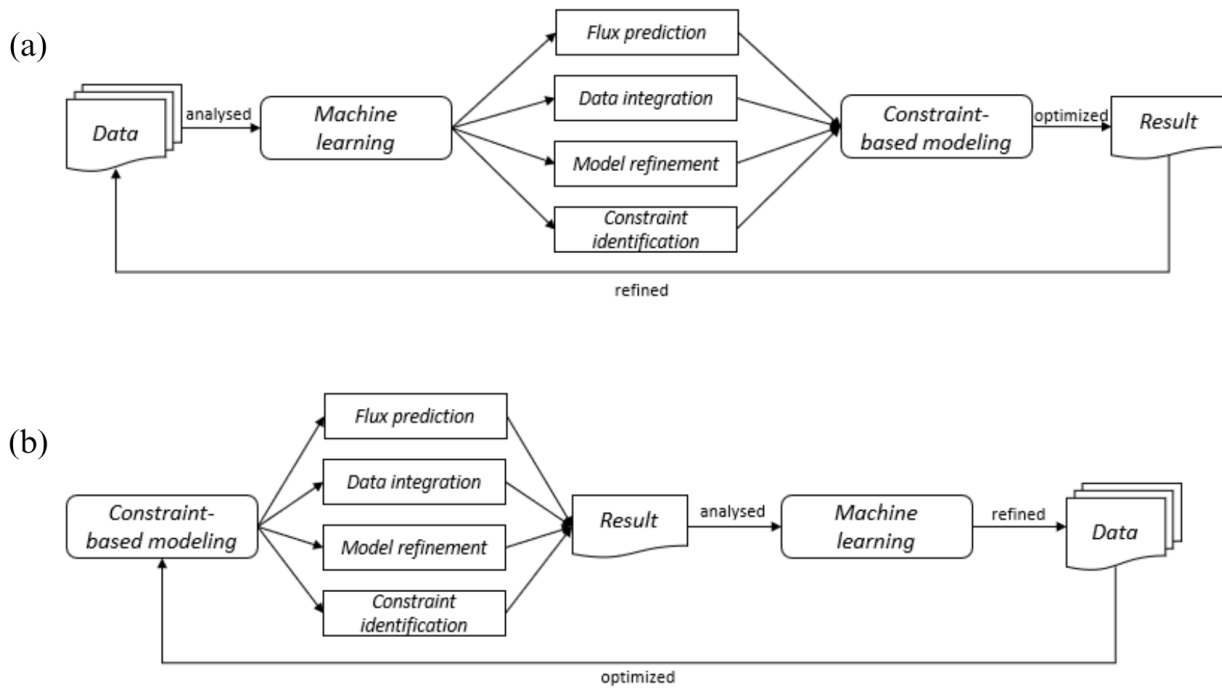 (a)
Data
analysed
Machine
learning
Flux prediction
Data integration
Model refinement
Constraint
identification
Constraint-
based modeling
optimized
Result
refined
(b)
Constraint-
based modeling
Flux prediction
Data integration
Model refinement
Constraint
identification
Result
analysed
Machine
learning
refined
Data
optimized